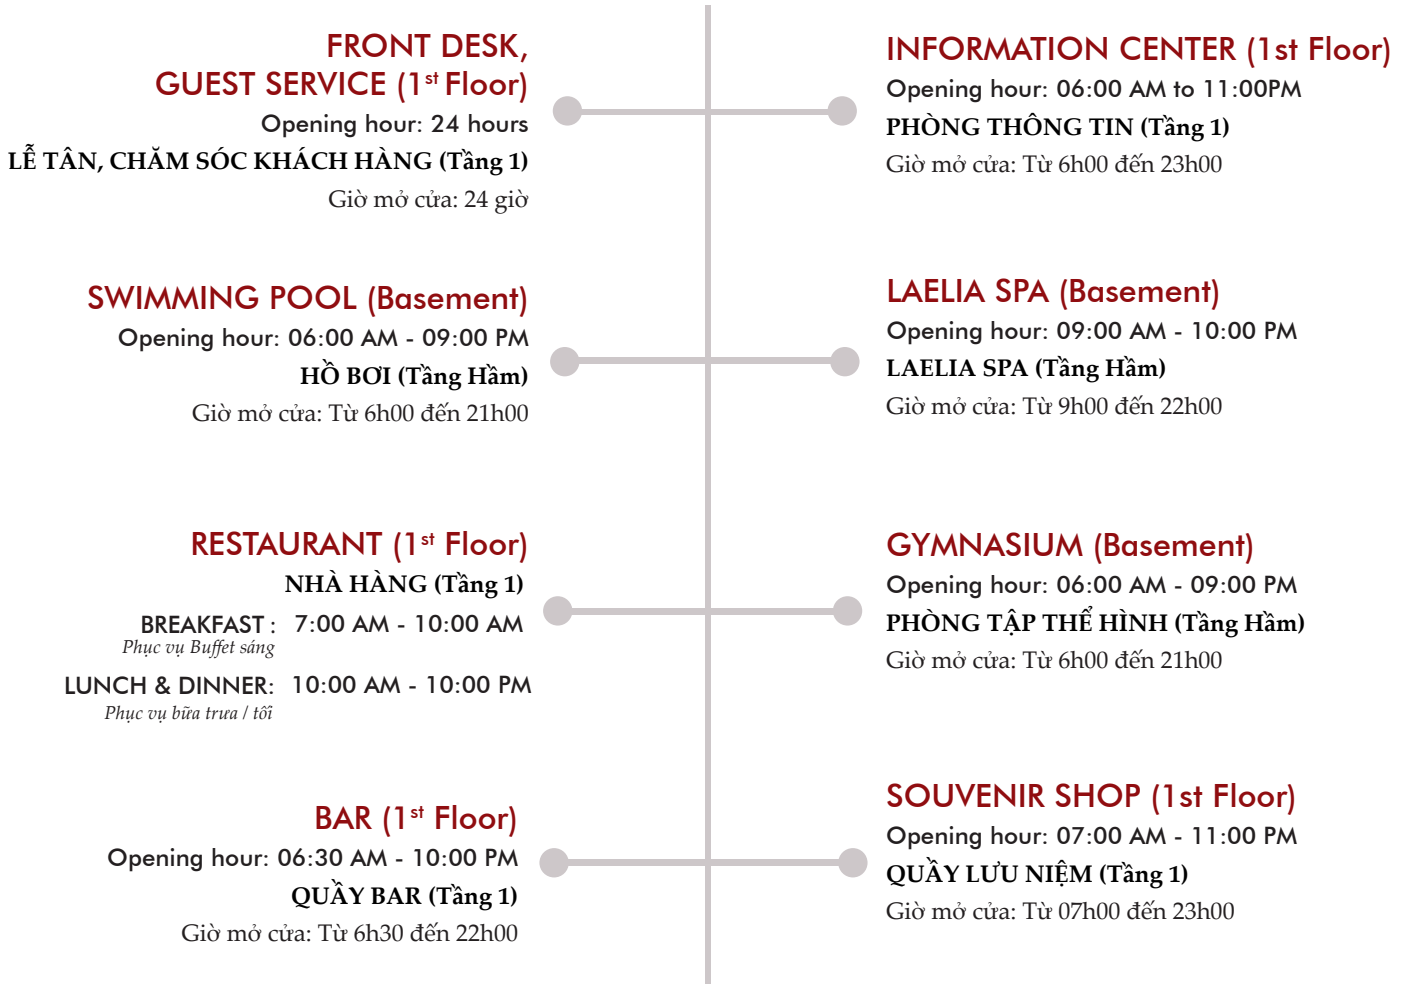 FRONT DESK,
GUEST SERVICE (1st Floor)
Opening hour: 24 hours
LỄ TÂN, CHĂM SÓC KHÁCH HÀNG (Tầng 1)
Giờ mở cửa: 24 giờ
INFORMATION CENTER (1st Floor)
Opening hour: 06:00 AM to 11:00PM
PHÒNG THÔNG TIN (Tầng 1)
Giờ mở cửa: Từ 6h00 đến 23h00
SWIMMING POOL (Basement)
Opening hour: 06:00 AM - 09:00 PM
HỒ BƠI (Tầng Hầm)
Giờ mở cửa: Từ 6h00 đến 21h00
LAELIA SPA (Basement)
Opening hour: 09:00 AM - 10:00 PM
LAELIA SPA (Tầng Hầm)
Giờ mở cửa: Từ 9h00 đến 22h00
RESTAURANT (1st Floor)
NHÀ HÀNG (Tầng 1)
BREAKFAST : 7:00 AM - 10:00 AM
Phục vụ Buffet sáng
LUNCH & DINNER: 10:00 AM - 10:00 PM
Phục vụ bữa trưa / tối
GYMNASIUM (Basement)
Opening hour: 06:00 AM - 09:00 PM
PHÒNG TẬP THỂ HÌNH (Tầng Hầm)
Giờ mở cửa: Từ 6h00 đến 21h00
BAR (1st Floor)
Opening hour: 06:30 AM - 10:00 PM
QUẦY BAR (Tầng 1)
Giờ mở cửa: Từ 6h30 đến 22h00
SOUVENIR SHOP (1st Floor)
Opening hour: 07:00 AM - 11:00 PM
QUẦY LƯU NIỆM (Tầng 1)
Giờ mở cửa: Từ 07h00 đến 23h00